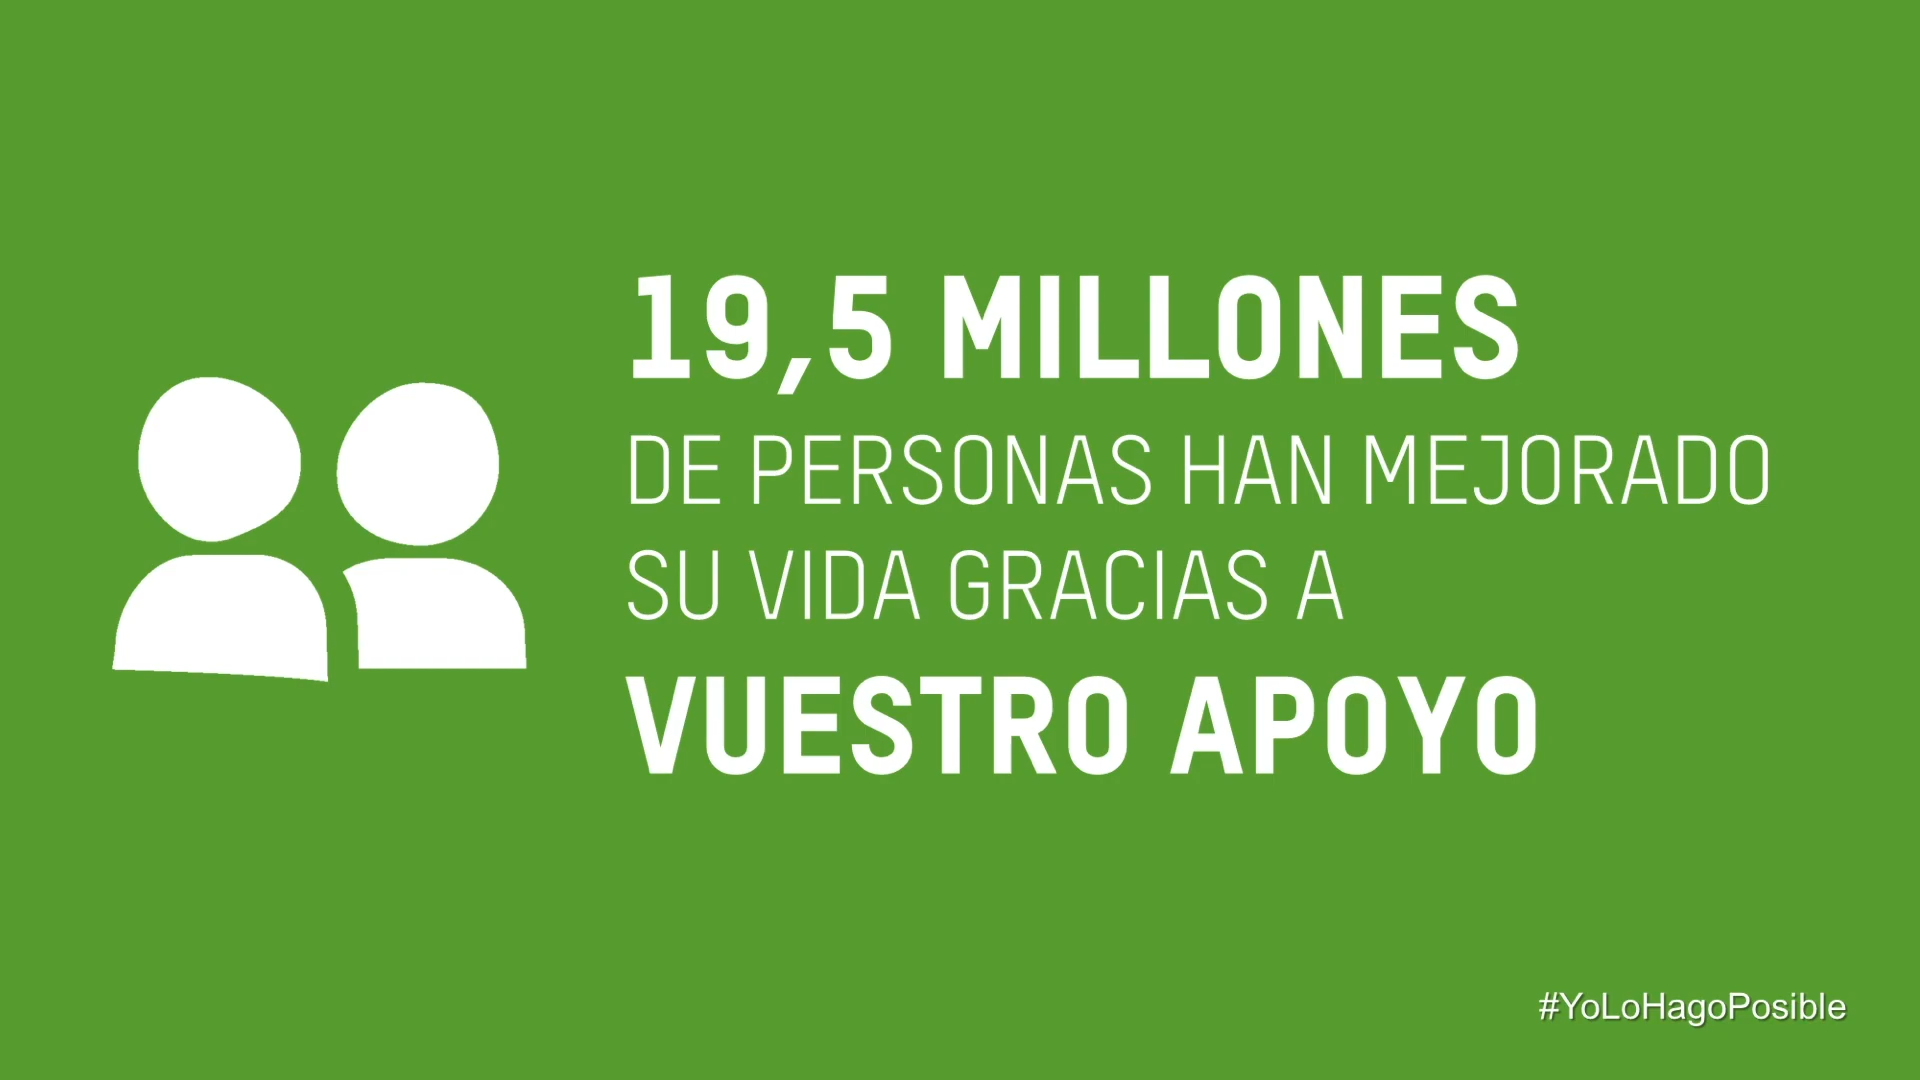 19,5 MILLONES
DE PERSONAS HAN MEJORADO
SU VIDA GRACIAS A
VUESTRO APOYO
#YoLoHagoPosible